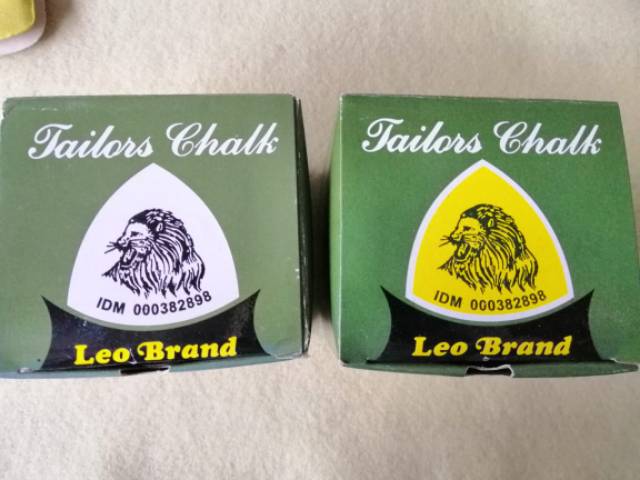 Tailors Chalk
IDM 000382898
Leo Brand
Tailors Chalk
IDM 000382898
Leo Brand